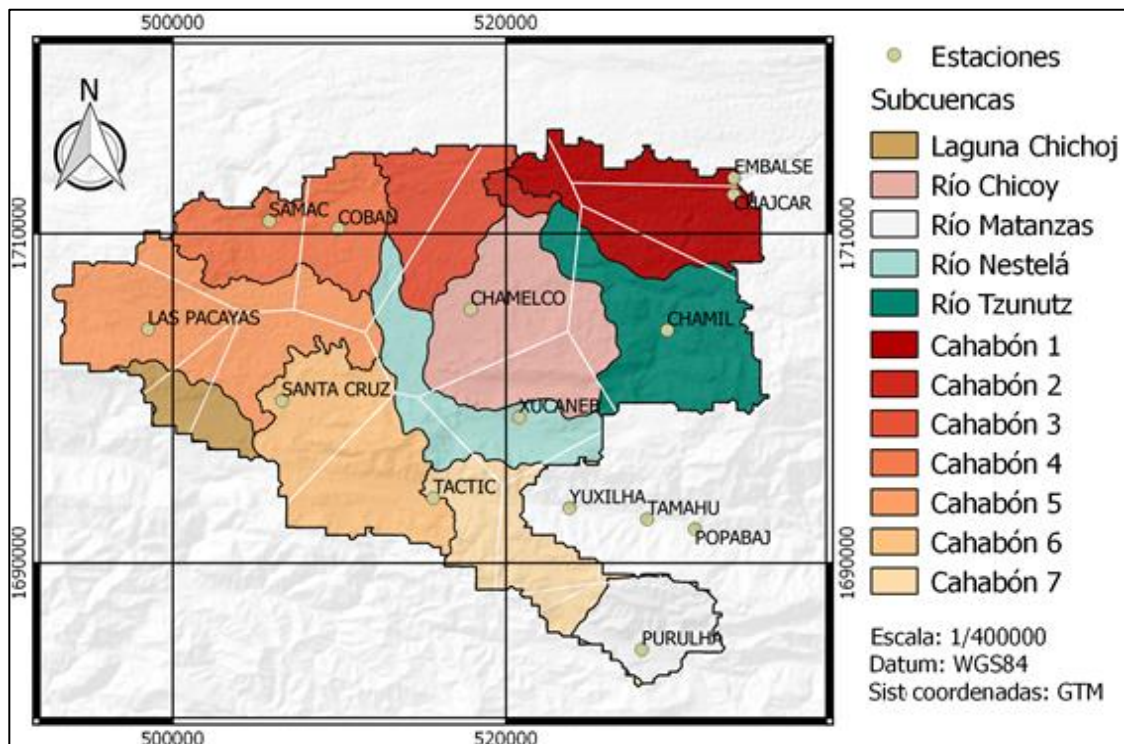 500000
520000
N
1710000
1690000
SAMAC
COBAN
EMBALSE
CHAJCAR
LAS PACAYAS
CHAMELCO
CHAMIL
SANTA CRUZ
XUCANEB
TACTIC
YUXILHA
TAMAHU
POPABAJ
PURULHA
1710000
1690000
500000
520000
Estaciones
Subcuencas
Laguna Chichoj
Río Chicoy
Río Matanzas
Río Nestelá
Río Tzunutz
Cahabón 1
Cahabón 2
Cahabón 3
Cahabón 4
Cahabón 5
Cahabón 6
Cahabón 7
Escala: 1/400000
Datum: WGS84
Sist coordenadas: GTM